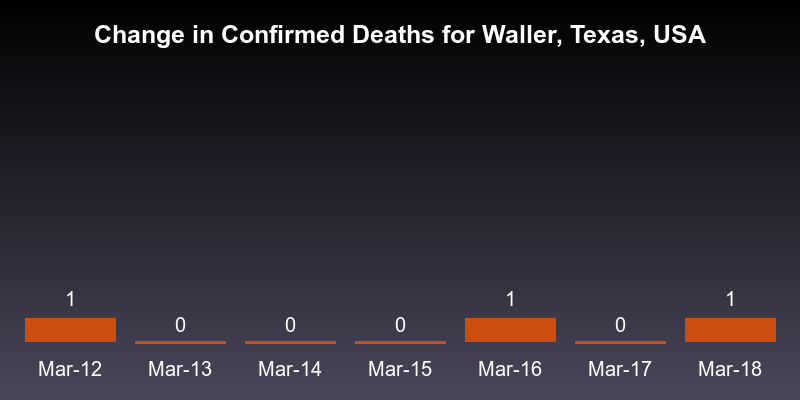 Change in Confirmed Deaths for Waller, Texas, USA
1 0 0 0 1 0 1
Mar-12 Mar-13 Mar-14 Mar-15 Mar-16 Mar-17 Mar-18